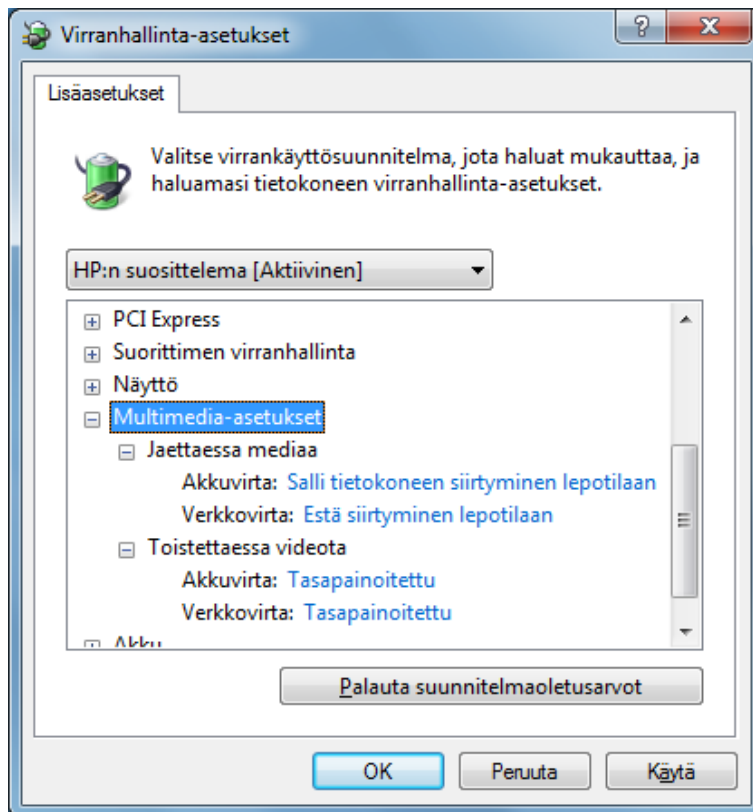 Virranhallinta-asetukset
Lisäasetukset
Valitse virrankäyttösuunnitelma, jota haluat mukauttaa, ja
haluamasi tietokoneen virranhallinta-asetukset.
HP:n suosittelema [Aktiivinen]
PCI Express
Suorittimen virranhallinta
Näyttö
Multimedia-asetukset
Jaettaessa mediaa
Akkuvirta: Salli tietokoneen siirtyminen lepotilaan
Verkkovirta: Estä siirtyminen lepotilaan
Toistettaessa videota
Akkuvirta: Tasapainoitettu
Verkkovirta: Tasapainoitettu
Akku
Palauta suunnitelmaoletusarvot
OK Peruuta Käytä